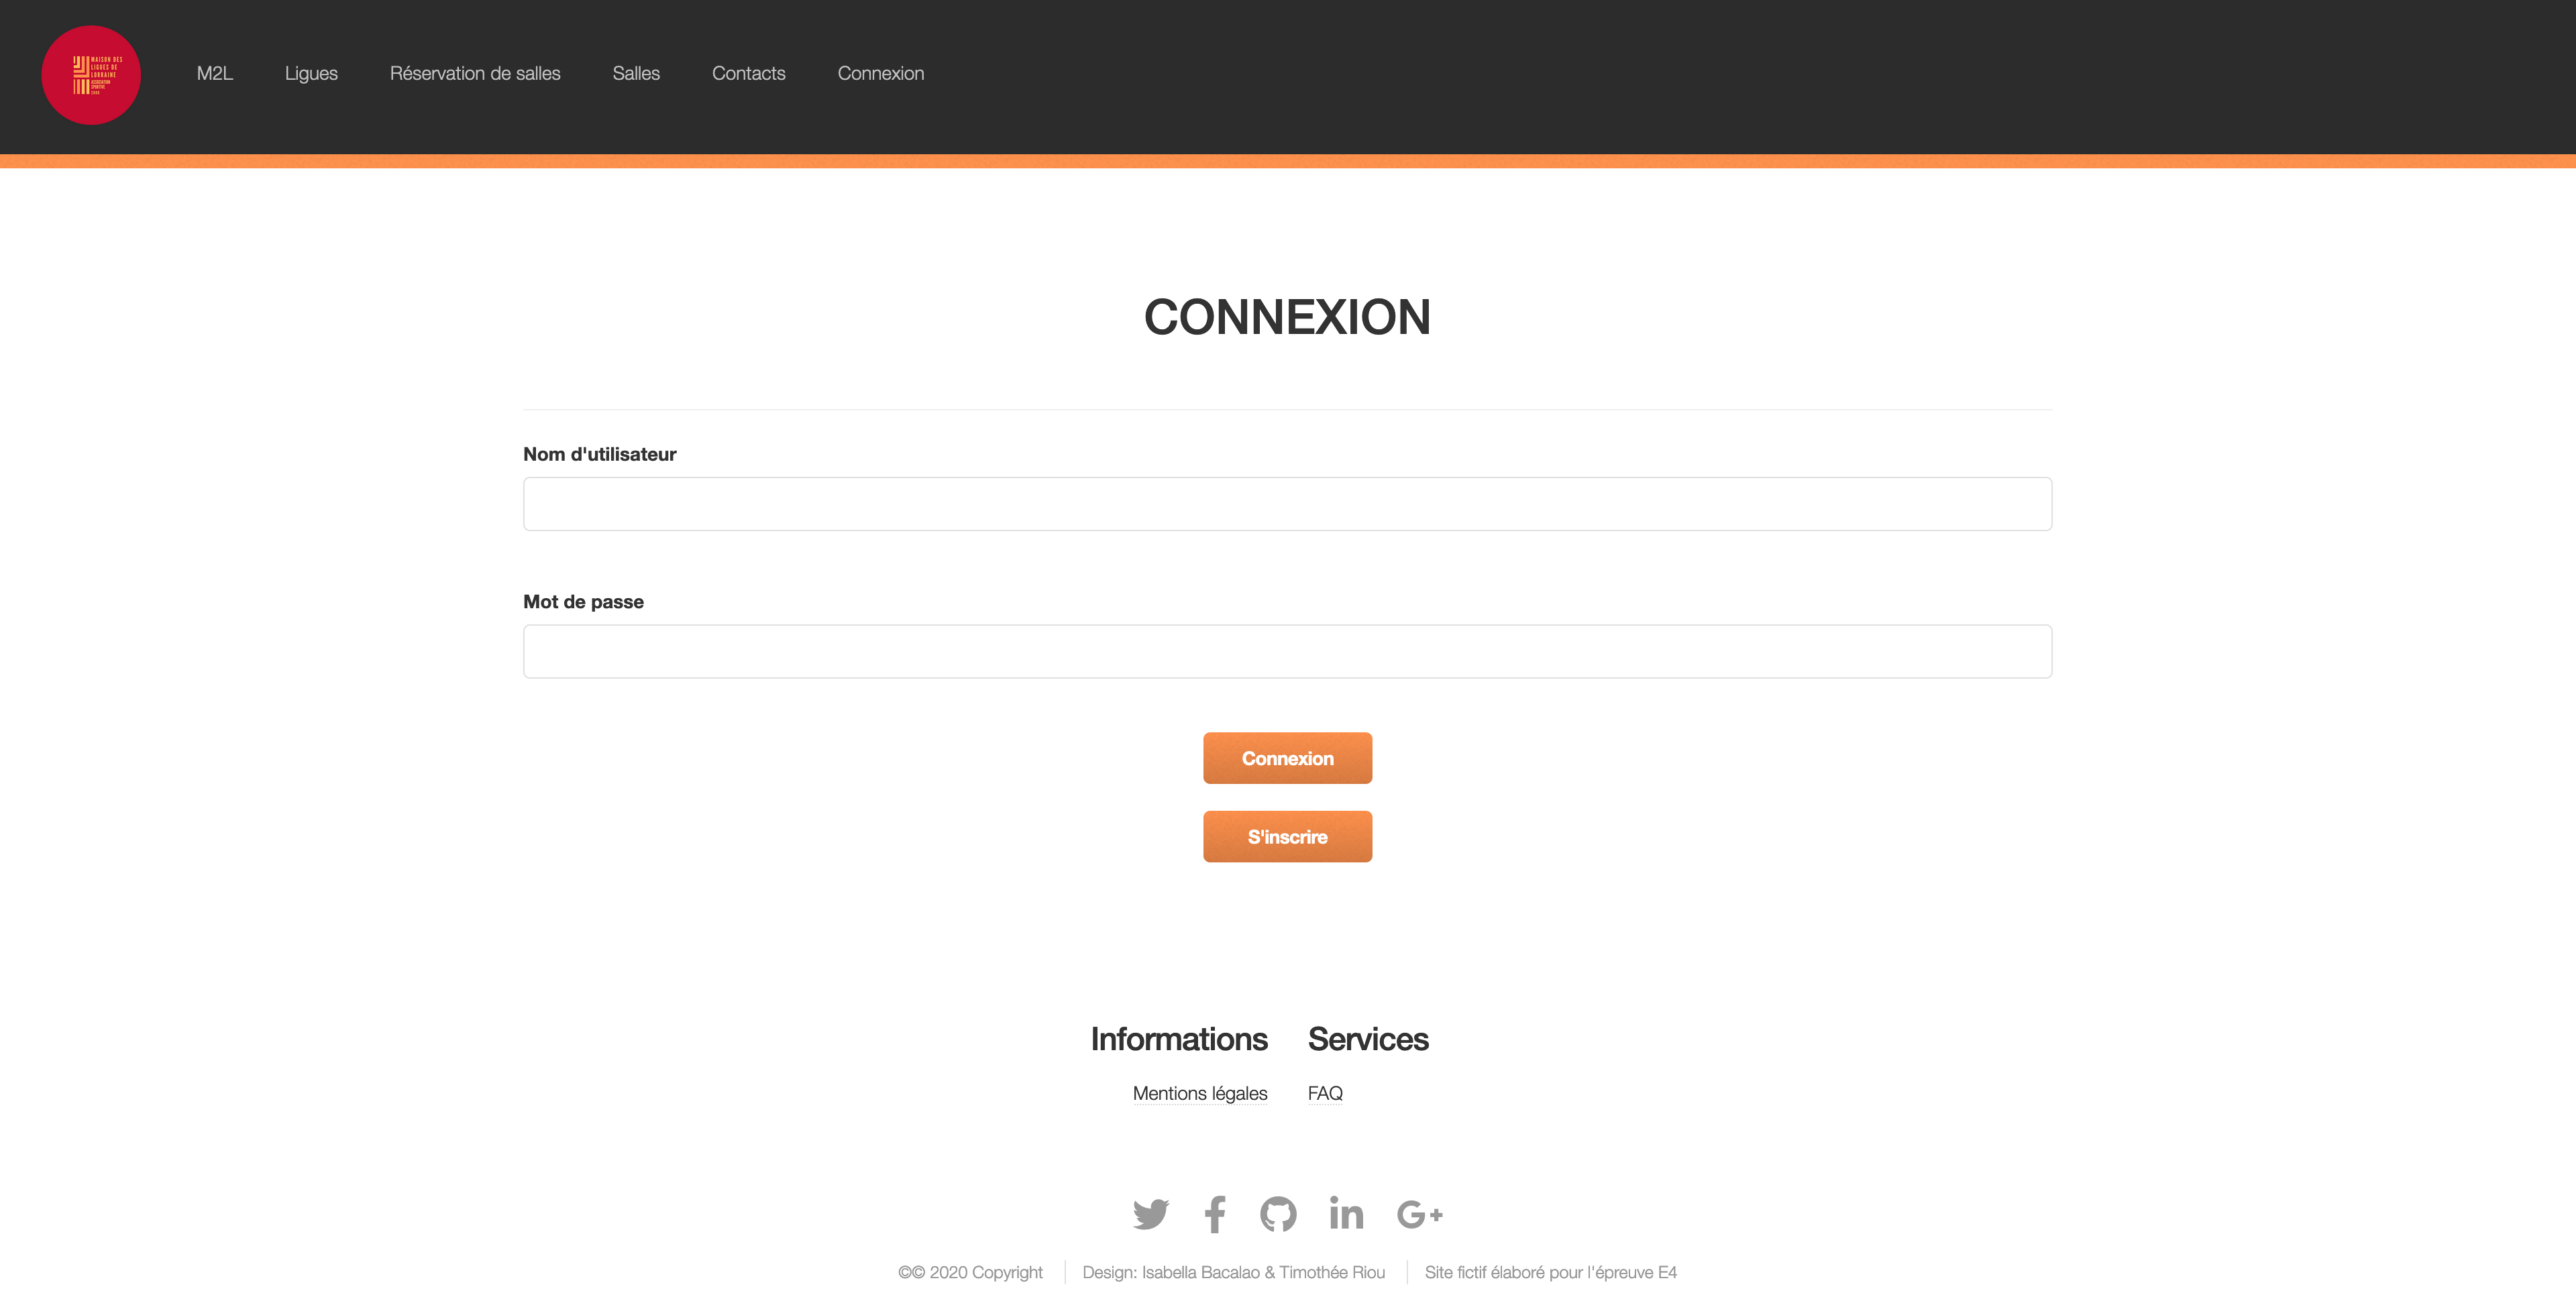 MAISON DES
LIGUES DE
LORRAINE
ASSOCIATION
SPORTIVE
M2L
Ligues
Réservation de salles
Salles
Contacts
Connexion
CONNEXION
Nom d'utilisateur
Mot de passe
Connexion
S'inscrire
Informations
Services
Mentions légales
FAQ
©© 2020 Copyright
Design: Isabella Bacalao & Timothée Riou
Site fictif élaboré pour l'épreuve E4